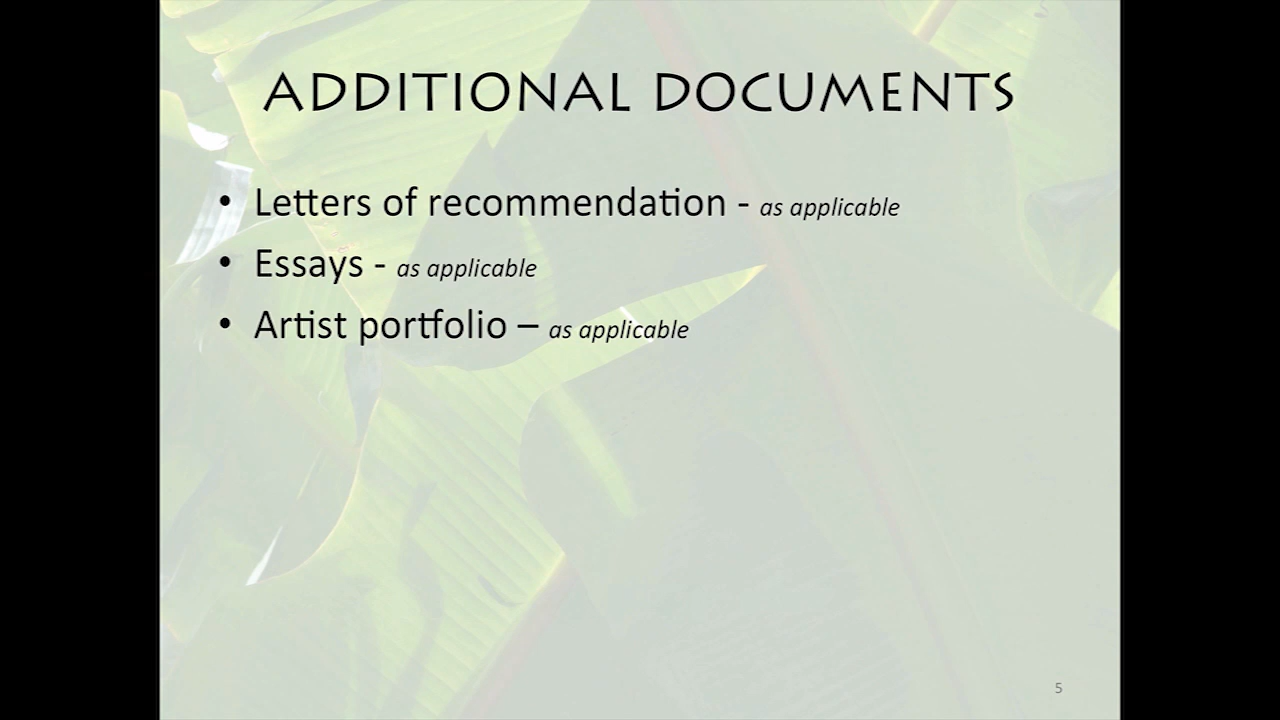 ADDITIONAL DOCUMENTS
• Letters of recommendation - as applicable
• Essays - as applicable
• Artist portfolio – as applicable
5